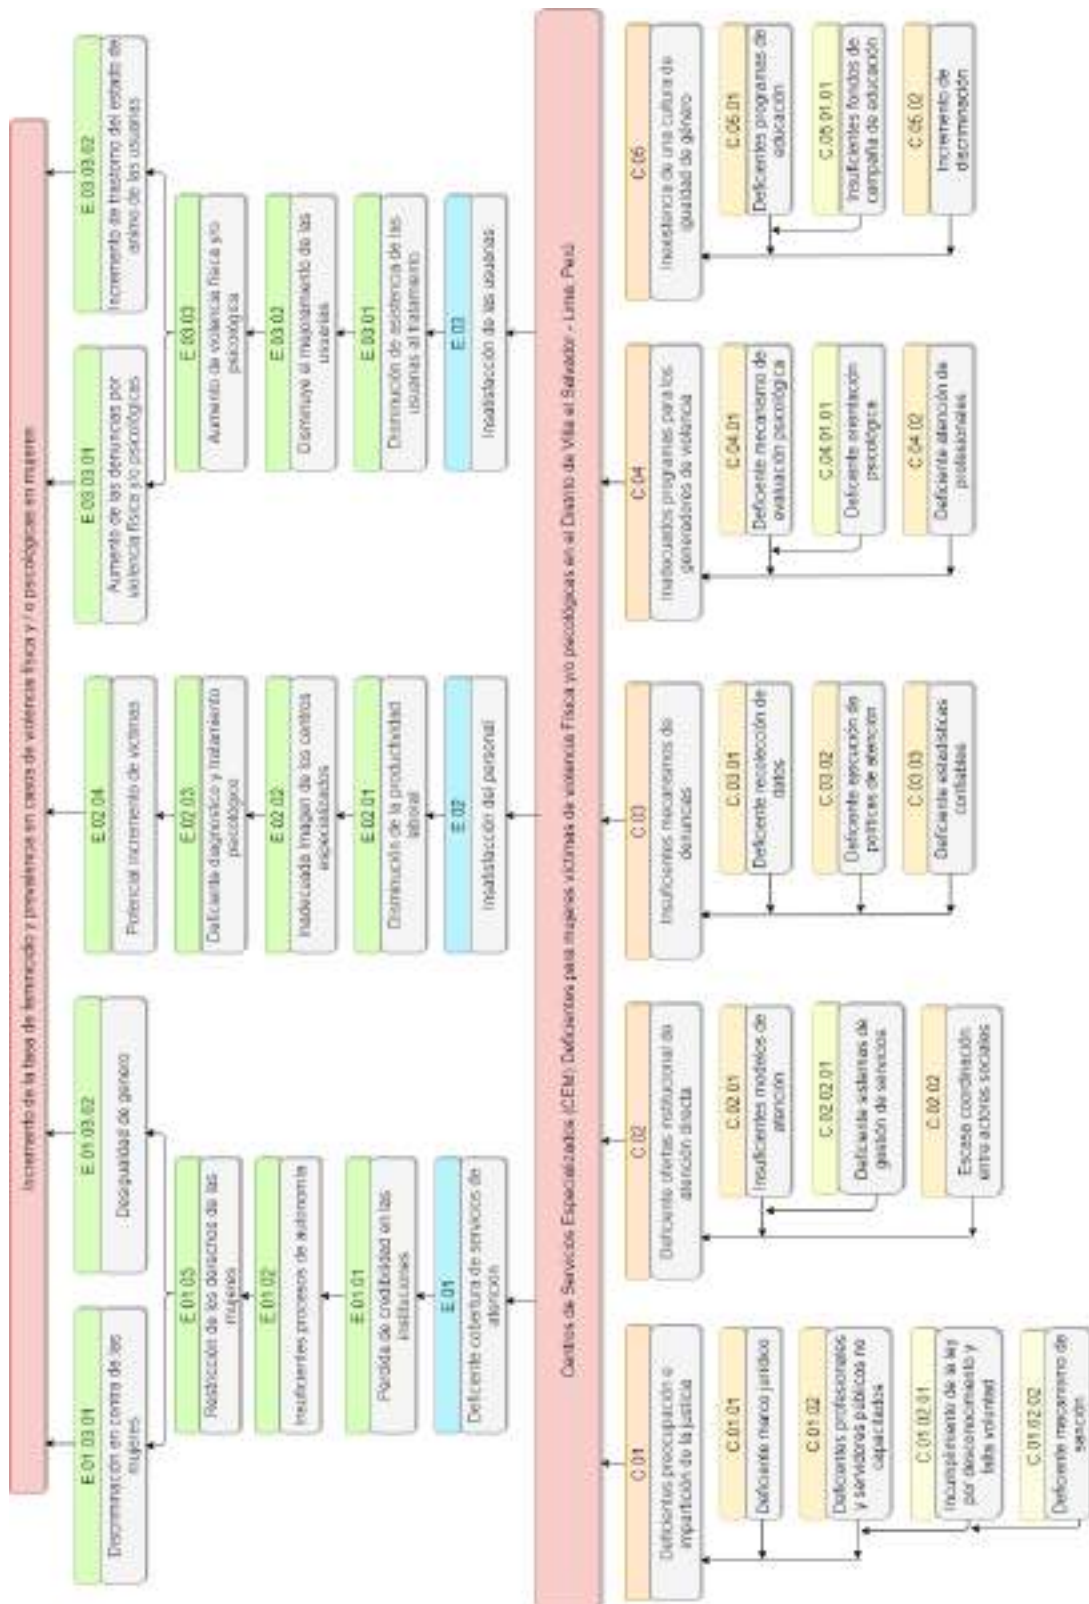 Incremento de la tasa de feminicidio y prevalencia en casos de violencia física y / o psicológicas en mujeres
E.01.03.01
Discriminación en contra de las
mujeres
E.01.03.02
Desigualdad de genero
E.02.04
Potencial incremento de victimas
E.03.03.01
Aumento de las denuncias por
violencia física y/o psicológicas
E.03.03.02
Incremento de trastorno del estado de
animo de las usuarias
E.01.03
Restricción de los derechos de las
mujeres
E.02.03
Deficiente diagnostico y tratamiento
psicológico
E.03.03
Aumento de violencia física y/o
psicológica
E.01.02
Insuficientes procesos de autonomía
E.02.02
Inadecuada imagen de los centros
especializados
E.03.02
Disminuye el mejoramiento de las
usuarias
E.01.01
Perdida de credibilidad en las
instituciones
E.02.01
Disminución de la productividad
laboral
E.03.01
Disminución de asistencia de las
usuarias al tratamiento
E.01
Deficiente cobertura de servicios de
atención
E.02
Insatisfacción del personal
E.03
Insatisfacción de las usuarias
Centros de Servicios Especializados (CEM) Deficientes para mujeres víctimas de violencia Física y/o psicológicas en el Distrito de Villa el Salvador - Lima, Perú
C.01
Deficientes preocupación e
impartición de la justicia
C.02
Deficiente ofertas institucional de
atención directa
C.03
Insuficientes mecanismos de
denuncias
C.04
Inadecuados programas para los
generadores de violencia
C.05
Inexistencia de una cultura de
igualdad de género
C.01.01
Deficiente marco jurídico
C.02.01
Insuficientes modelos de
atención
C.03.01
Deficiente recolección de
datos
C.04.01
Deficiente mecanismo de
evaluación psicológica
C.05.01
Deficientes programas de
educación
C.01.02
Deficientes profesionales
y servidores públicos no
capacitados
C.02.02.01
Deficiente sistemas de
gestión de servicios
C.03.02
Deficiente ejecución de
políticas de atención
C.04.01.01
Deficiente orientación
psicológica
C.05.01.01
Insuficientes fondos de
campaña de educación
C.01.02.01
Incumplimiento de la ley
por desconocimiento y
falta voluntad
C.02.02
Escasa coordinación
entre actores sociales
C.03.03
Deficiente estadísticas
confiables
C.04.02
Deficiente atención de
profesionales
C.05.02
Incremento de
discriminación
C.01.02.02
Deficiente mecanismo de
sanción